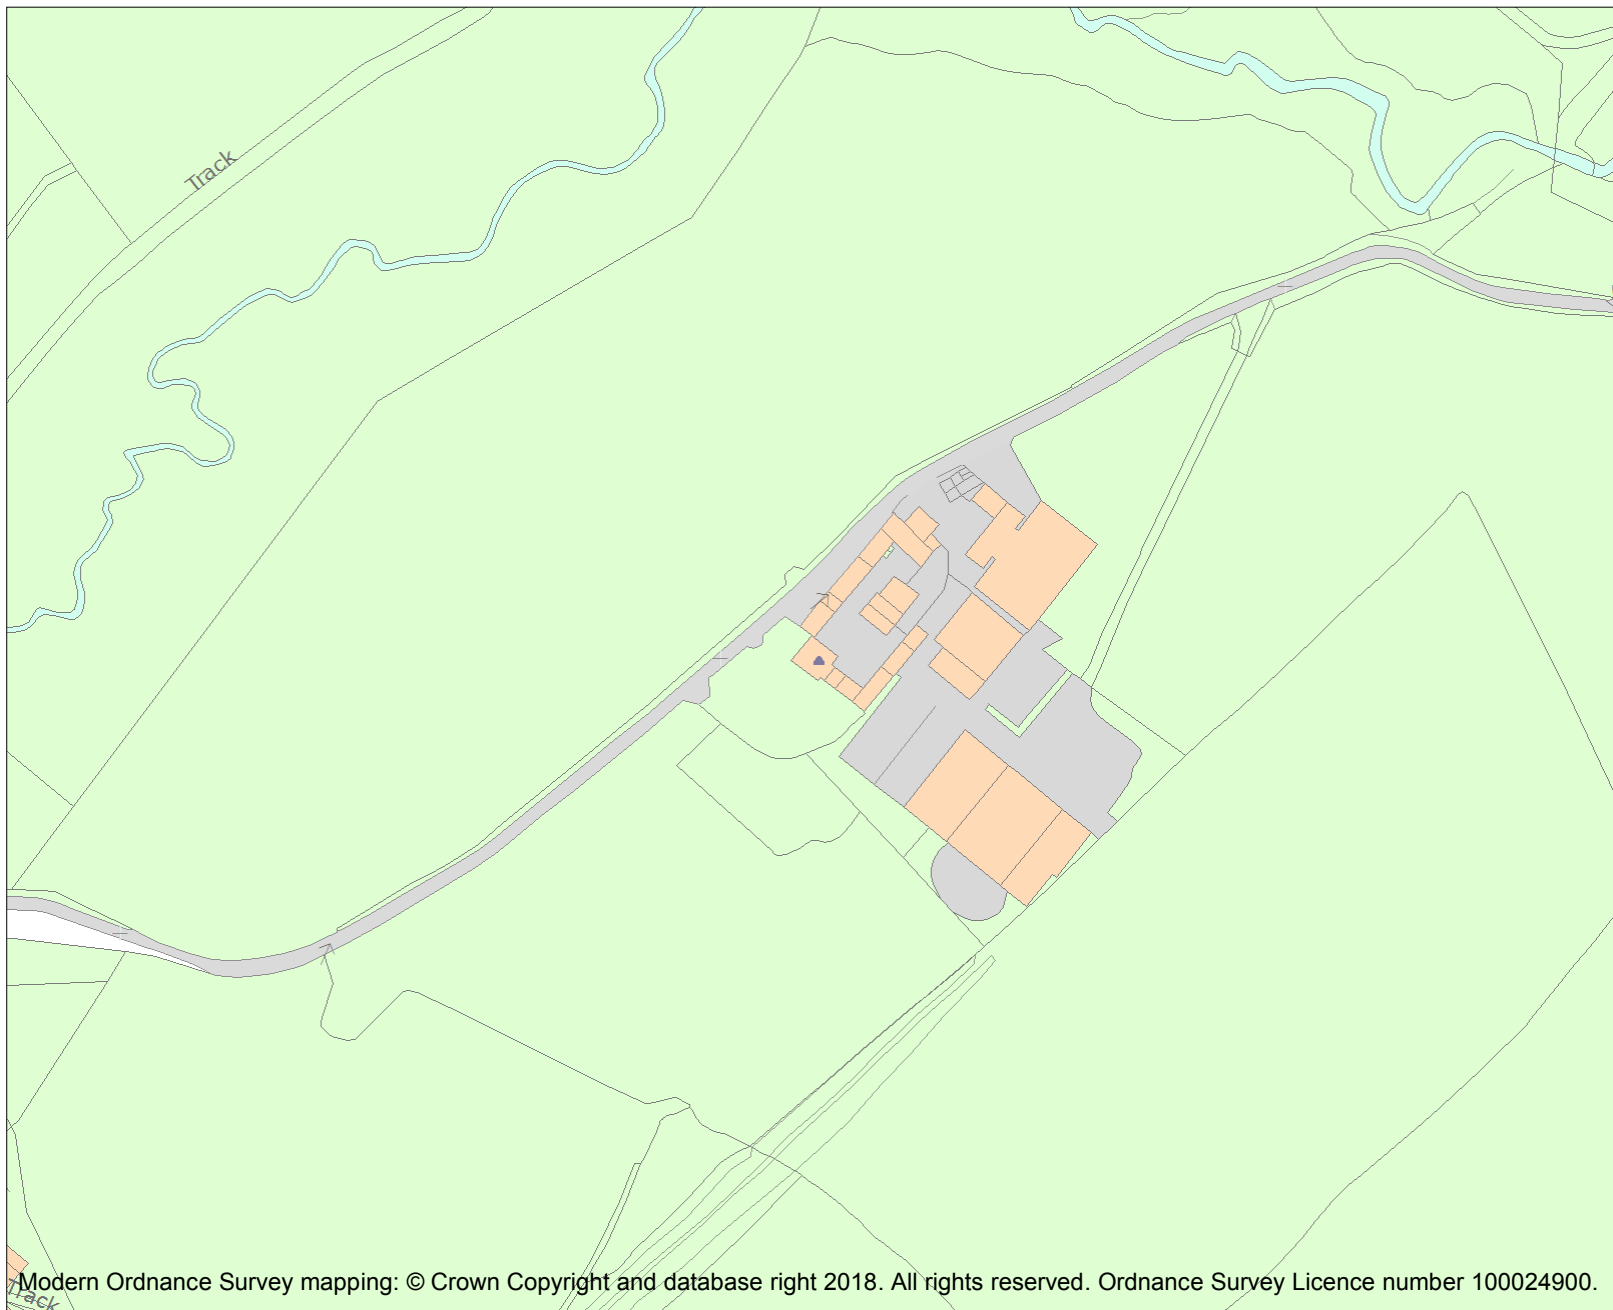 Track
Modern Ordnance Survey mapping: © Crown Copyright and database right 2018. All rights reserved. Ordnance Survey Licence number 100024900.
Track